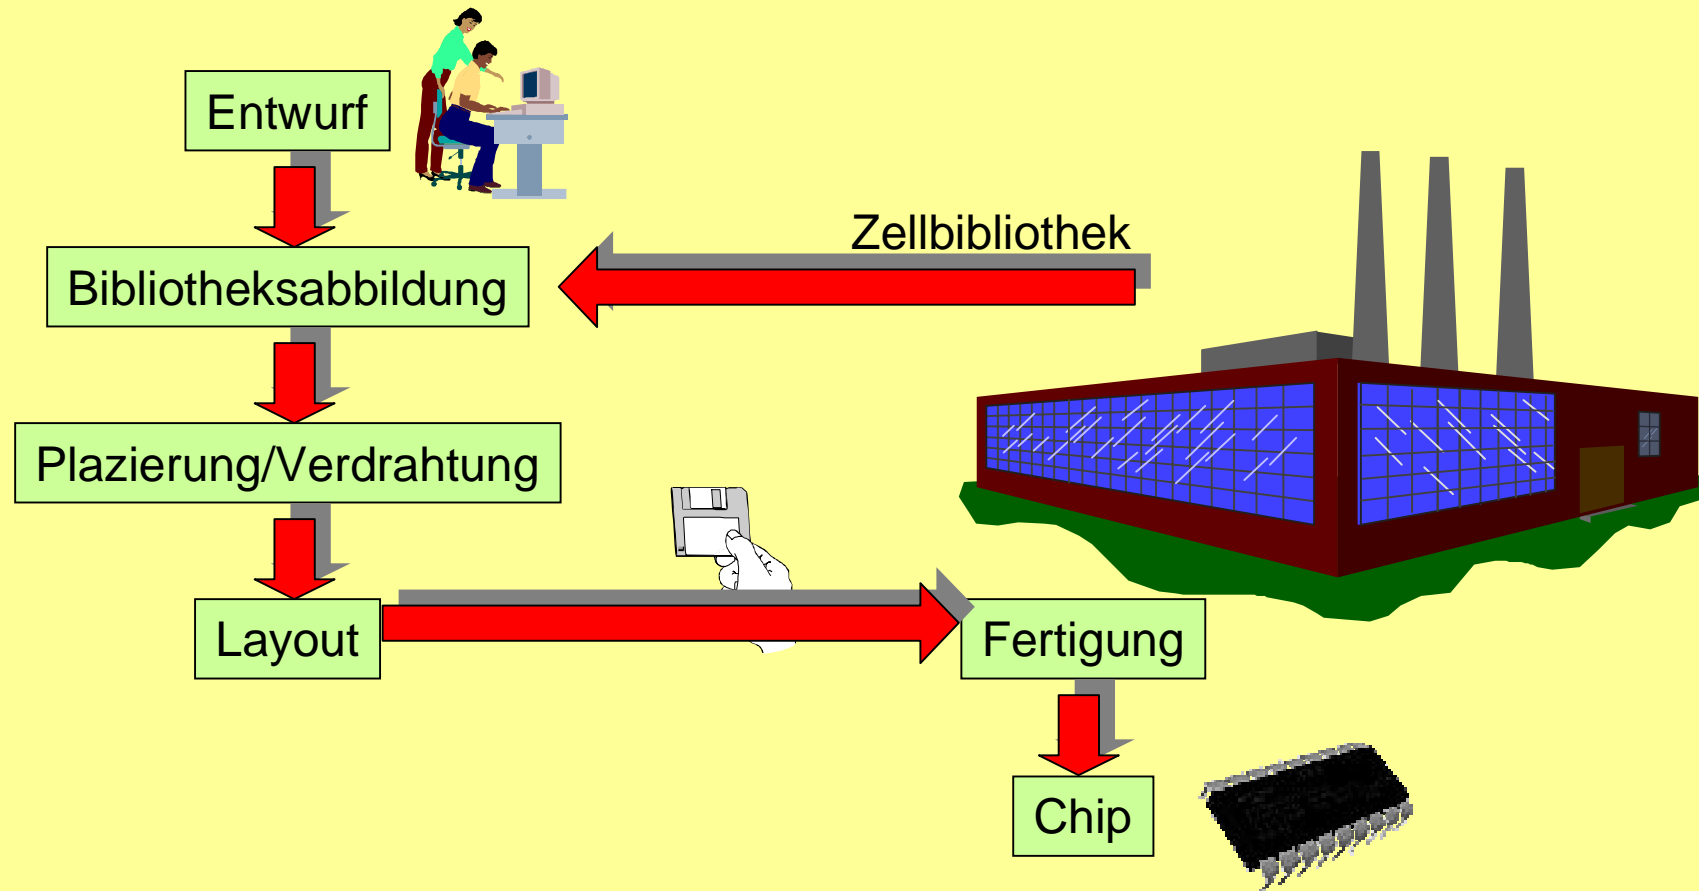 Entwurf
Zellbibliothek
Bibliotheksabbildung
Plazierung/Verdrahtung
Layout
Fertigung
Chip